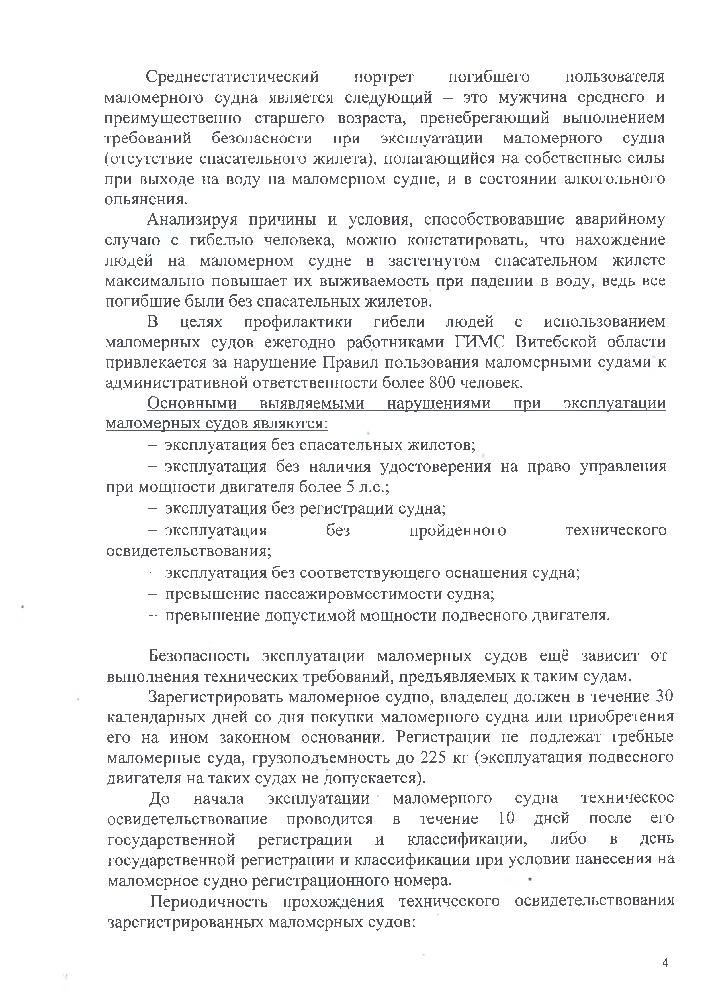 Среднестатистический портрет погибшего пользователя
маломерного судна является следующий – это мужчина среднего и
преимущественно старшего возраста, пренебрегающий выполнением
требований безопасности при эксплуатации маломерного судна
(отсутствие спасательного жилета), полагающийся на собственные силы
при выходе на воду на маломерном судне, и в состоянии алкогольного
опьянения.
Анализируя причины и условия, способствовавшие аварийному
случаю с гибелью человека, можно констатировать, что нахождение
людей на маломерном судне в застегнутом спасательном жилете
максимально повышает их выживаемость при падении в воду, ведь все
погибшие были без спасательных жилетов.
В целях профилактики гибели людей с использованием
маломерных судов ежегодно работниками ГИМС Витебской области
привлекается за нарушение Правил пользования маломерными судами к
административной ответственности более 800 человек.
Основными выявляемыми нарушениями при эксплуатации
маломерных судов являются:
– эксплуатация без спасательных жилетов;
– эксплуатация без наличия удостоверения на право управления
при мощности двигателя более 5 л.с.;
– эксплуатация без регистрации судна;
– эксплуатация без пройденного технического
освидетельствования;
– эксплуатация без соответствующего оснащения судна;
– превышение пассажировместимости судна;
– превышение допустимой мощности подвесного двигателя.
Безопасность эксплуатации маломерных судов ещё зависит от
выполнения технических требований, предъявляемых к таким судам.
Зарегистрировать маломерное судно, владелец должен в течение 30
календарных дней со дня покупки маломерного судна или приобретения
его на ином законном основании. Регистрации не подлежат гребные
маломерные суда, грузоподъемность до 225 кг (эксплуатация подвесного
двигателя на таких судах не допускается).
До начала эксплуатации маломерного судна техническое
освидетельствование проводится в течение 10 дней после его
государственной регистрации и классификации, либо в день
государственной регистрации и классификации при условии нанесения на
маломерное судно регистрационного номера.
Периодичность прохождения технического освидетельствования
зарегистрированных маломерных судов:
4